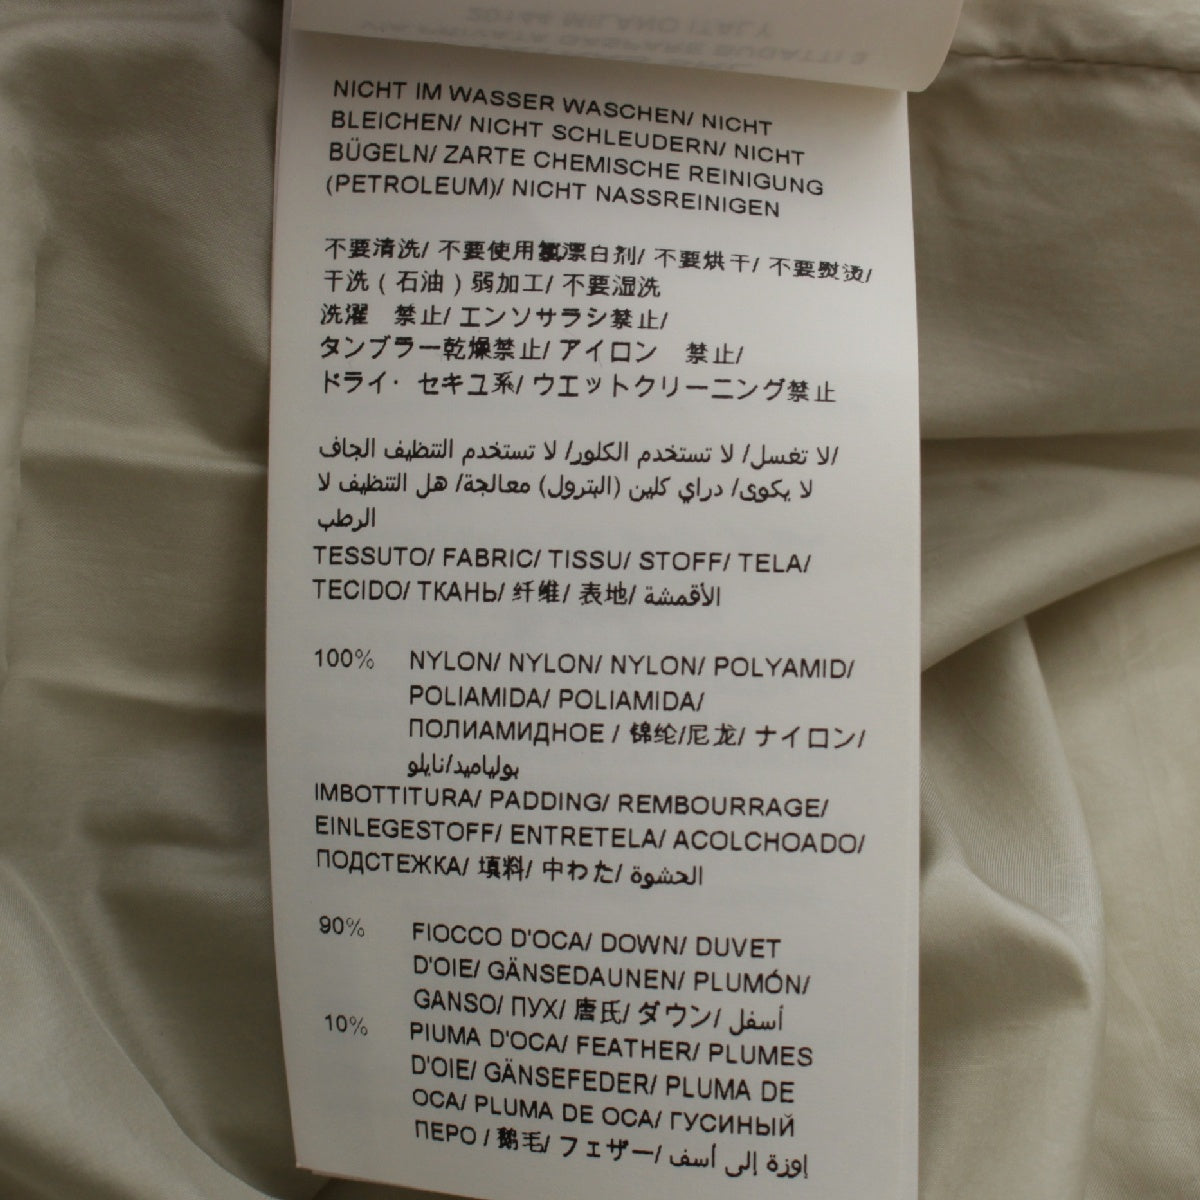 20144 MILANO ITALY
NICHT IM WASSER WASCHEN/ NICHT
BLEICHEN/ NICHT SCHLEUDERN/ NICHT
BÜGELN/ ZARTE CHEMISCHE REINIGUNG
(PETROLEUM)/ NICHT NASSREINIGEN
不要清洗/ 不要使用氯漂白剂/ 不要烘干/ 不要熨烫/
干洗 ( 石油 ) 弱加工/ 不要湿洗
洗濯　禁止/ エンソサラシ禁止/
タンブラー乾燥禁止/ アイロン　禁止/
ドライ· セキユ系/ ウエットクリーニング禁止
لا تغسل/ لا تستخدم الكلور/ لا تستخدم التنظيف الجاف/
لا يكوى/ دراي كلين (البترول) معالجة/ هل التنظيف لا
الرطب
TESSUTO/ FABRIC/ TISSU/ STOFF/ TELA/
TECIDO/ ТКАНЬ/ 纤维/ 表地/ الأقمشة
100% NYLON/ NYLON/ NYLON/ POLYAMID/
POLIAMIDA/ POLIAMIDA/
ПОЛИАМИДНОЕ / 锦纶/尼龙/ ナイロン/
بولياميد/نايلو
IMBOTTITURA/ PADDING/ REMBOURRAGE/
EINLEGESTOFF/ ENTRETELA/ ACOLCHOADO/
ПОДСТЕЖКА/ 填料/ 中わた/ الحشوة
90% FIOCCO D'OCA/ DOWN/ DUVET
D'OIE/ GÄNSEDAUNEN/ PLUMÓN/
GANSO/ ПУХ/ 唐氏/ ダウン/ أسفل
10% PIUMA D'OCA/ FEATHER/ PLUMES
D'OIE/ GÄNSEFEDER/ PLUMA DE
OCA/ PLUMA DE OCA/ ГУСИНЫЙ
ПЕРО / 鹅毛/ フェザー/ إوزة إلى أسف